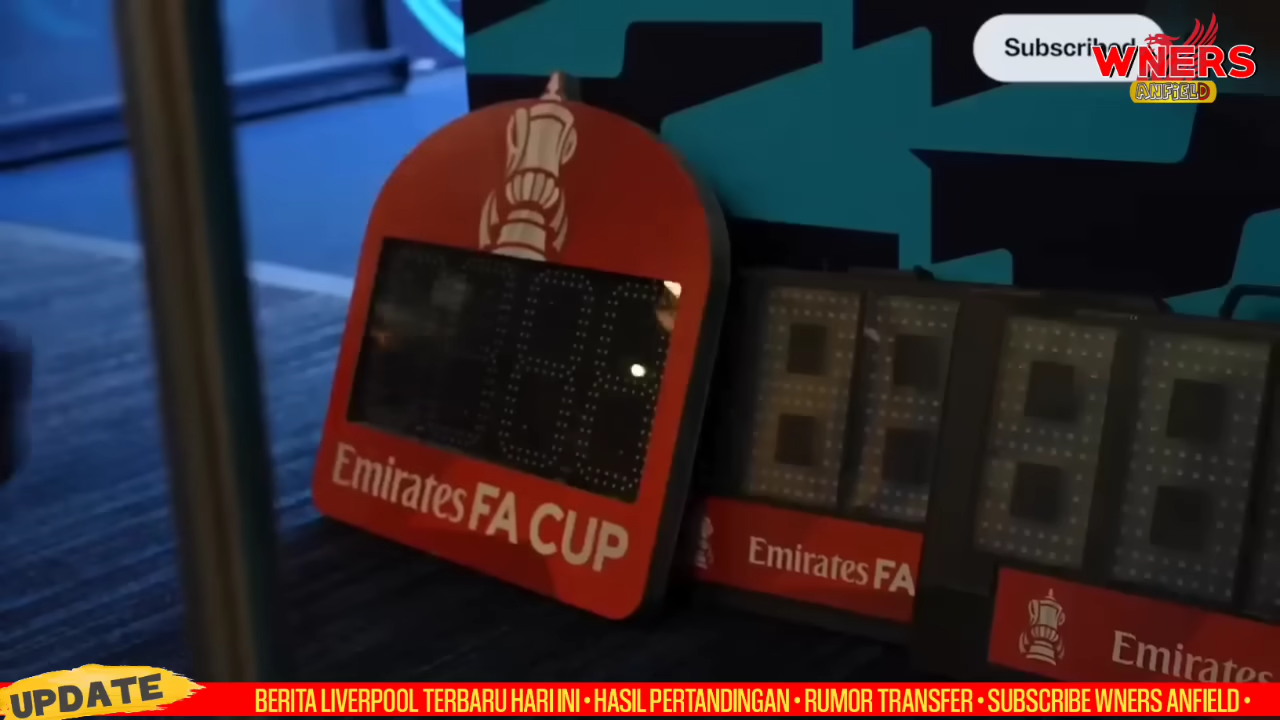 Subscribed
WNERS
ANFIELD
Emirates FA CUP
Emirates FA
Emirates
UPDATE
BERITA LIVERPOOL TERBARU HARI INI • HASIL PERTANDINGAN • RUMOR TRANSFER • SUBSCRIBE WNERS ANFIELD •